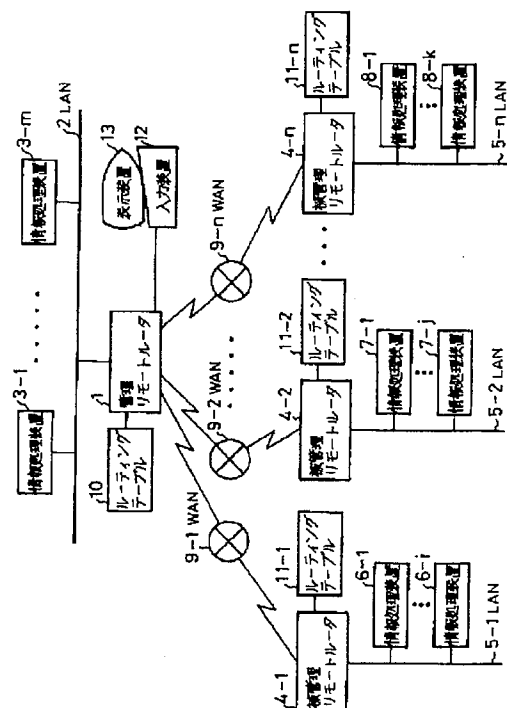 3-1
情報処理装置
3-m
情報処理装置
2 LAN
1
管理
リモートルータ
13
表示装置
12
入力装置
10
ルーティング
テーブル
9-1 WAN
9-2 WAN
9-n WAN
4-1
被管理
リモートルータ
11-1
ルーティング
テーブル
6-1
情報処理装置
6-i
情報処理装置
5-1 LAN
4-2
被管理
リモートルータ
11-2
ルーティング
テーブル
7-1
情報処理装置
7-j
情報処理装置
5-2 LAN
4-n
被管理
リモートルータ
11-n
ルーティング
テーブル
8-1
情報処理装置
8-k
情報処理装置
5-n LAN